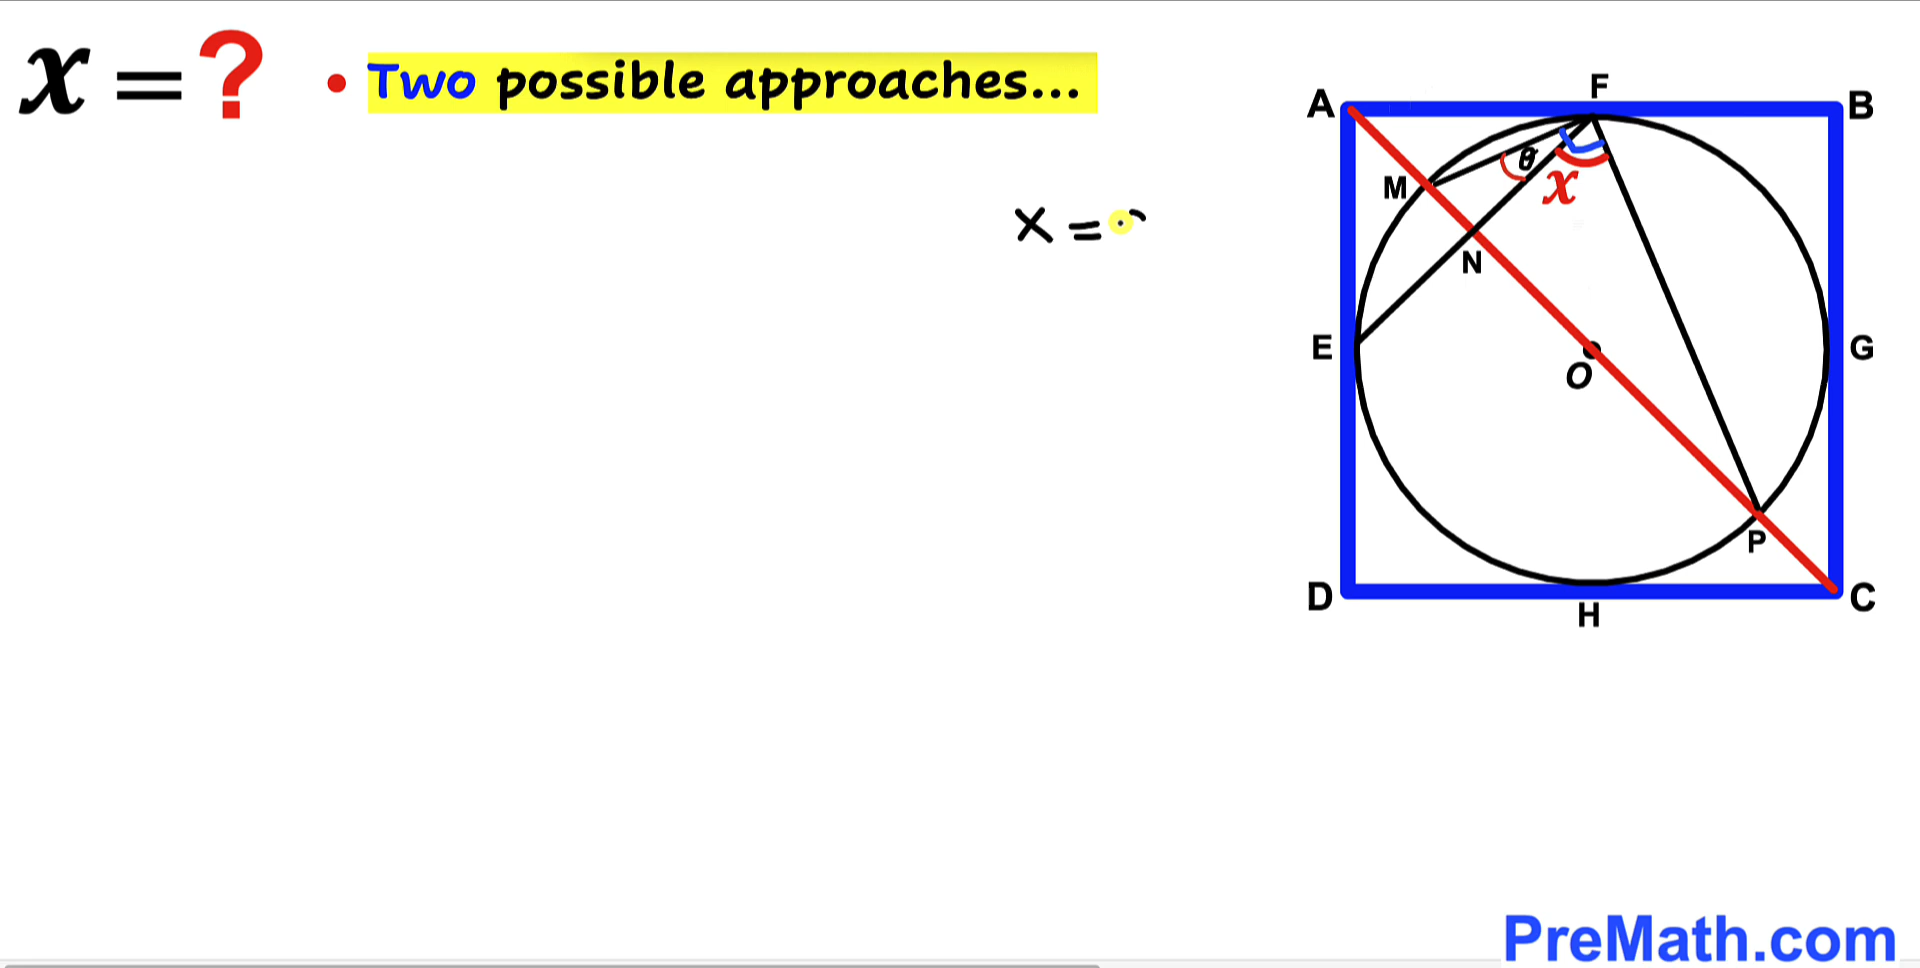 x = ?
• Two possible approaches...
x =
A
F
B
M
θ
x
N
E
G
O
P
D
H
C
PreMath.com